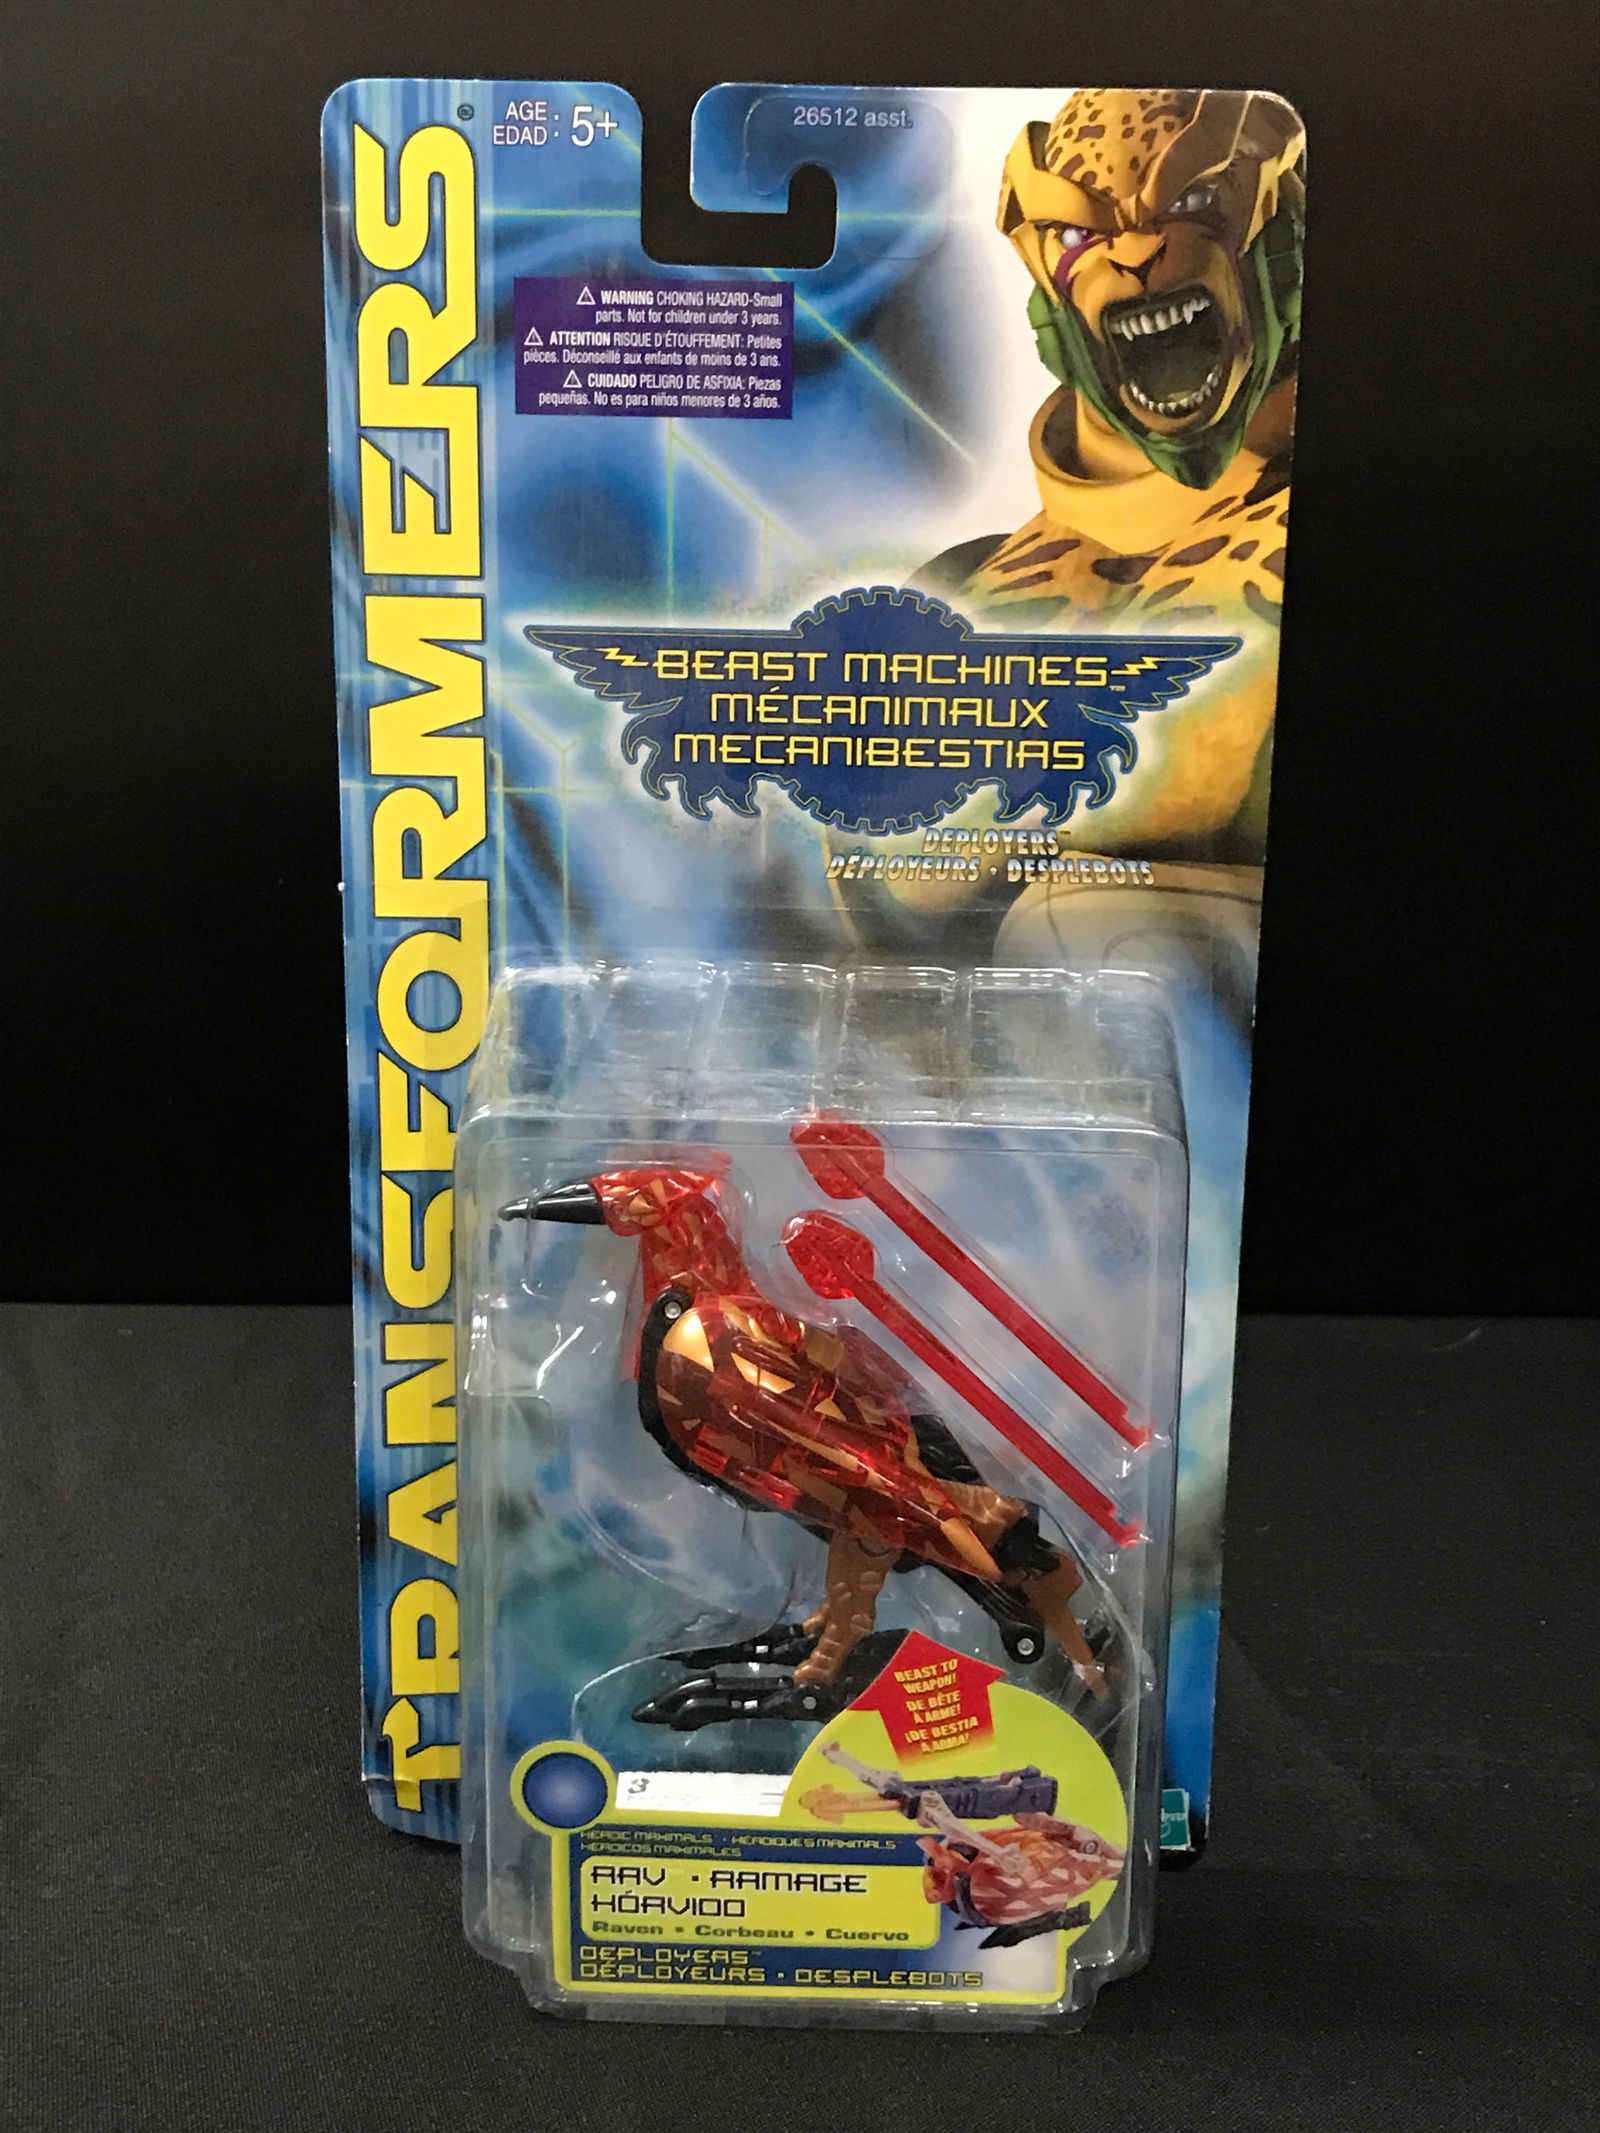 TRANSFORMERS®
AGE: 5+
EDAD:
26512 asst.
⚠ WARNING CHOKING HAZARD-Small
parts. Not for children under 3 years.
⚠ ATTENTION RISQUE D'ÉTOUFFEMENT: Petites
pièces. Déconseillé aux enfants de moins de 3 ans.
⚠ CUIDADO PELIGRO DE ASFIXIA: Piezas
pequeñas. No es para niños menores de 3 años.
BEAST MACHINES™
MÉCANIMAUX
MECANIBESTIAS
DEPLOYERS™
DÉPLOYEURS · DESPLEBOTS
BEAST TO
WEAPON!
DE BÊTE
À ARME!
¡DE BESTIA
A ARMA!
3
HEROIC MAXIMALS · HÉROÏQUES MAXIMALS
HEROICOS MAXIMALES
RAV · RAMAGE
HÓRVIDO
Raven • Corbeau • Cuervo
DEPLOYERS™
DÉPLOYEURS · DESPLEBOTS